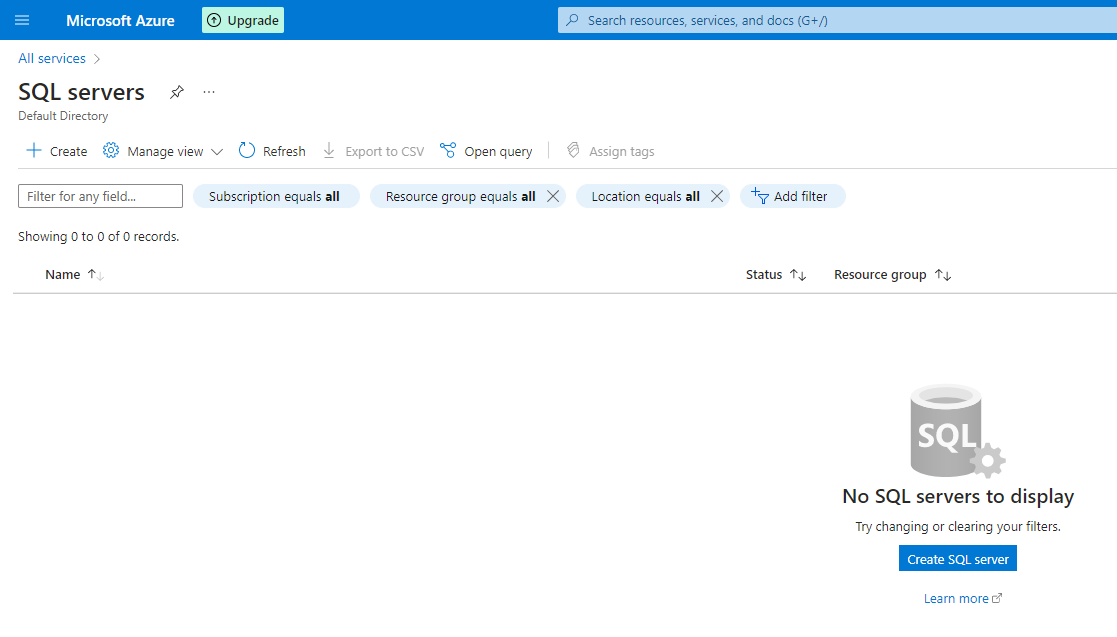 Microsoft Azure Upgrade Search resources, services, and docs (G+/)
All services
SQL servers ...
Default Directory
Create Manage view Refresh Export to CSV Open query Assign tags
Filter for any field... Subscription equals all Resource group equals all Location equals all Add filter
Showing 0 to 0 of 0 records.
Name Status Resource group
SQL
No SQL servers to display
Try changing or clearing your filters.
Create SQL server
Learn more